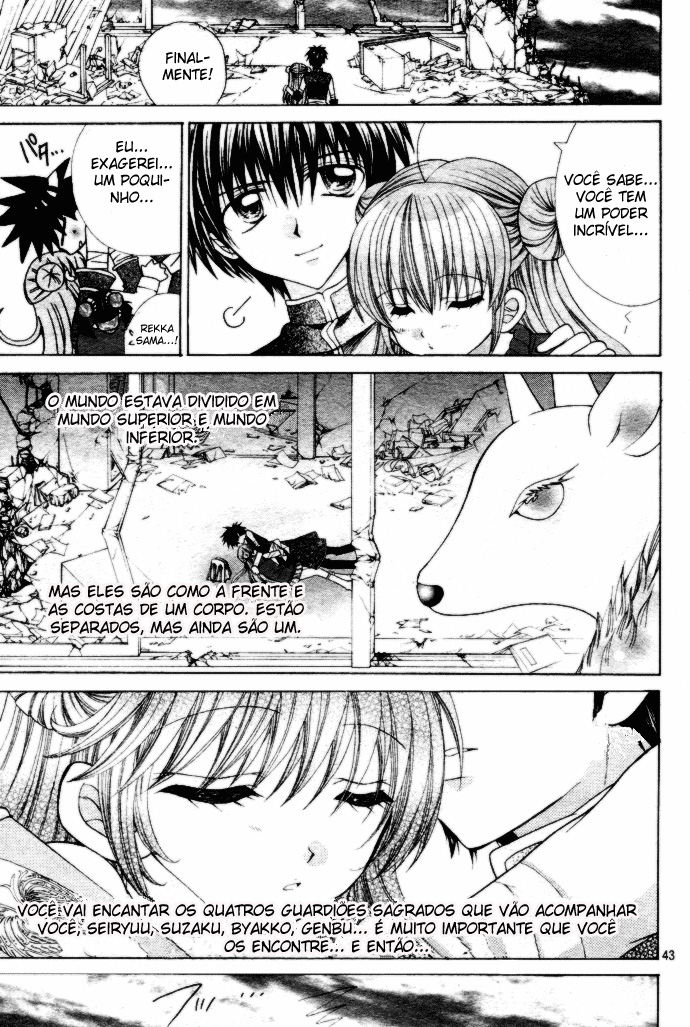 FINAL-
MENTE!
VOCÊ SABE...
VOCÊ TEM
UM PODER
INCRÍVEL...
EU...
EXAGEREI...
UM POQUI-
NHO...
パタ...
REKKA
SAMA...!
O MUNDO ESTAVA DIVIDIDO EM
MUNDO SUPERIOR E MUNDO
INFERIOR.
MAS ELES SÃO COMO A FRENTE E
AS COSTAS DE UM CORPO. ESTÃO
SEPARADOS, MAS AINDA SÃO UM.
VOCÊ VAI ENCANTAR OS QUATROS GUARDIÕES SAGRADOS QUE VÃO ACOMPANHAR
VOCÊ, SEIRYUU, SUZAKU, BYAKKO, GENBU... É MUITO IMPORTANTE QUE VOCÊ
OS ENCONTRE... E ENTÃO...
43